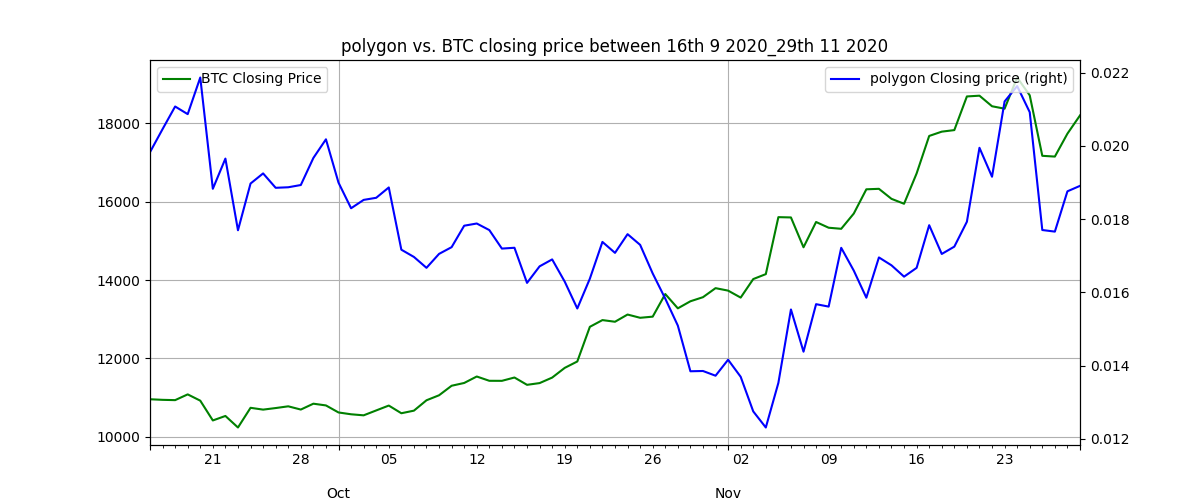 polygon vs. BTC closing price between 16th 9 2020_29th 11 2020
BTC Closing Price
polygon Closing price (right)
18000
16000
14000
12000
10000
0.022
0.020
0.018
0.016
0.014
0.012
21 28 05 12 19 26 02 09 16 23
Oct Nov